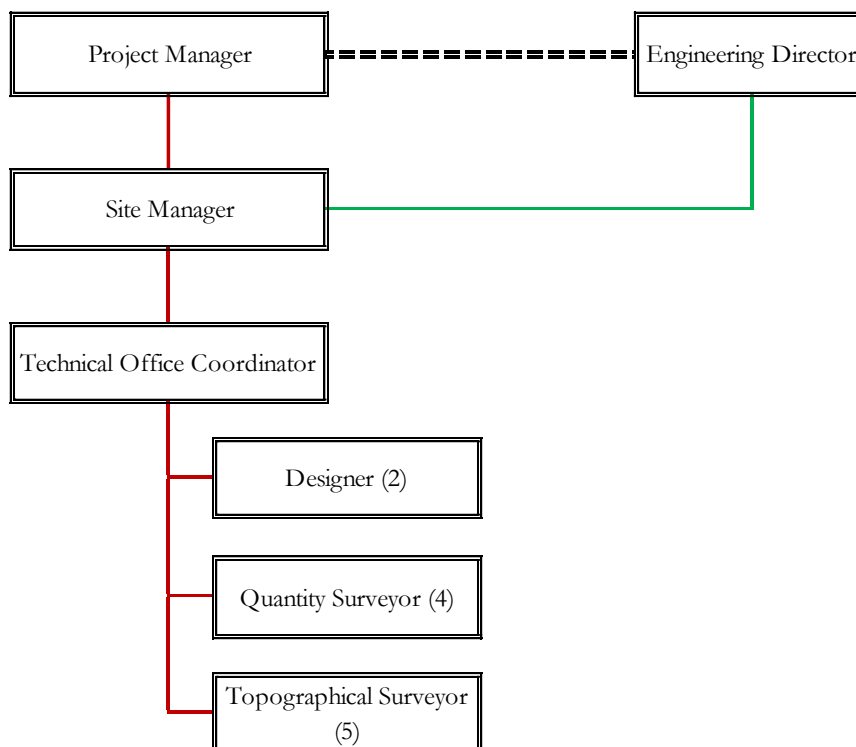 Project Manager
Engineering Director
Site Manager
Technical Office Coordinator
Designer (2)
Quantity Surveyor (4)
Topographical Surveyor
(5)